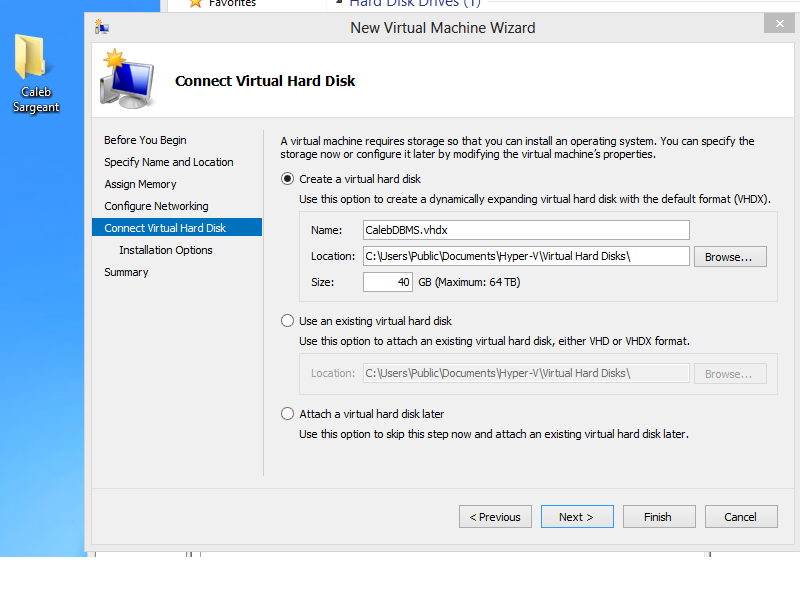 Favorites
Hard Disk Drives (1)
New Virtual Machine Wizard
Caleb
Sargeant
Connect Virtual Hard Disk
Before You Begin
Specify Name and Location
Assign Memory
Configure Networking
Connect Virtual Hard Disk
Installation Options
Summary
A virtual machine requires storage so that you can install an operating system. You can specify the
storage now or configure it later by modifying the virtual machine's properties.
Create a virtual hard disk
Use this option to create a dynamically expanding virtual hard disk with the default format (VHDX).
Name: CalebDBMS.vhdx
Location: C:\Users\Public\Documents\Hyper-V\Virtual Hard Disks\ Browse...
Size: 40 GB (Maximum: 64 TB)
Use an existing virtual hard disk
Use this option to attach an existing virtual hard disk, either VHD or VHDX format.
Location: C:\Users\Public\Documents\Hyper-V\Virtual Hard Disks\ Browse...
Attach a virtual hard disk later
Use this option to skip this step now and attach an existing virtual hard disk later.
< Previous Next > Finish Cancel